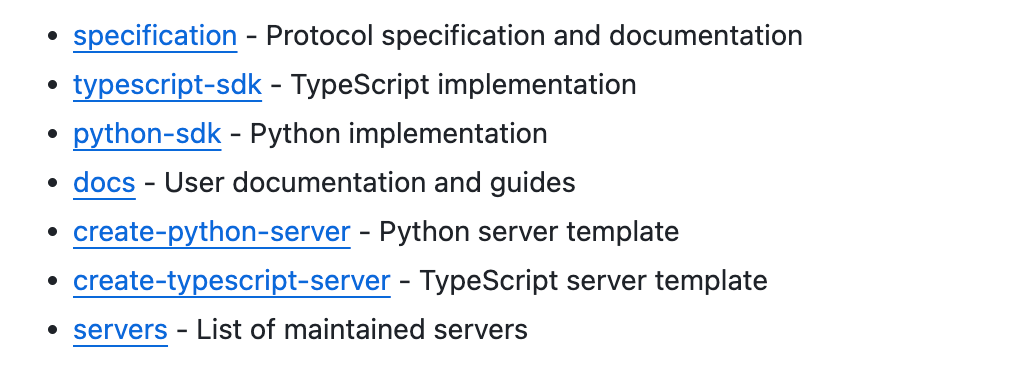 • specification - Protocol specification and documentation
• typescript-sdk - TypeScript implementation
• python-sdk - Python implementation
• docs - User documentation and guides
• create-python-server - Python server template
• create-typescript-server - TypeScript server template
• servers - List of maintained servers